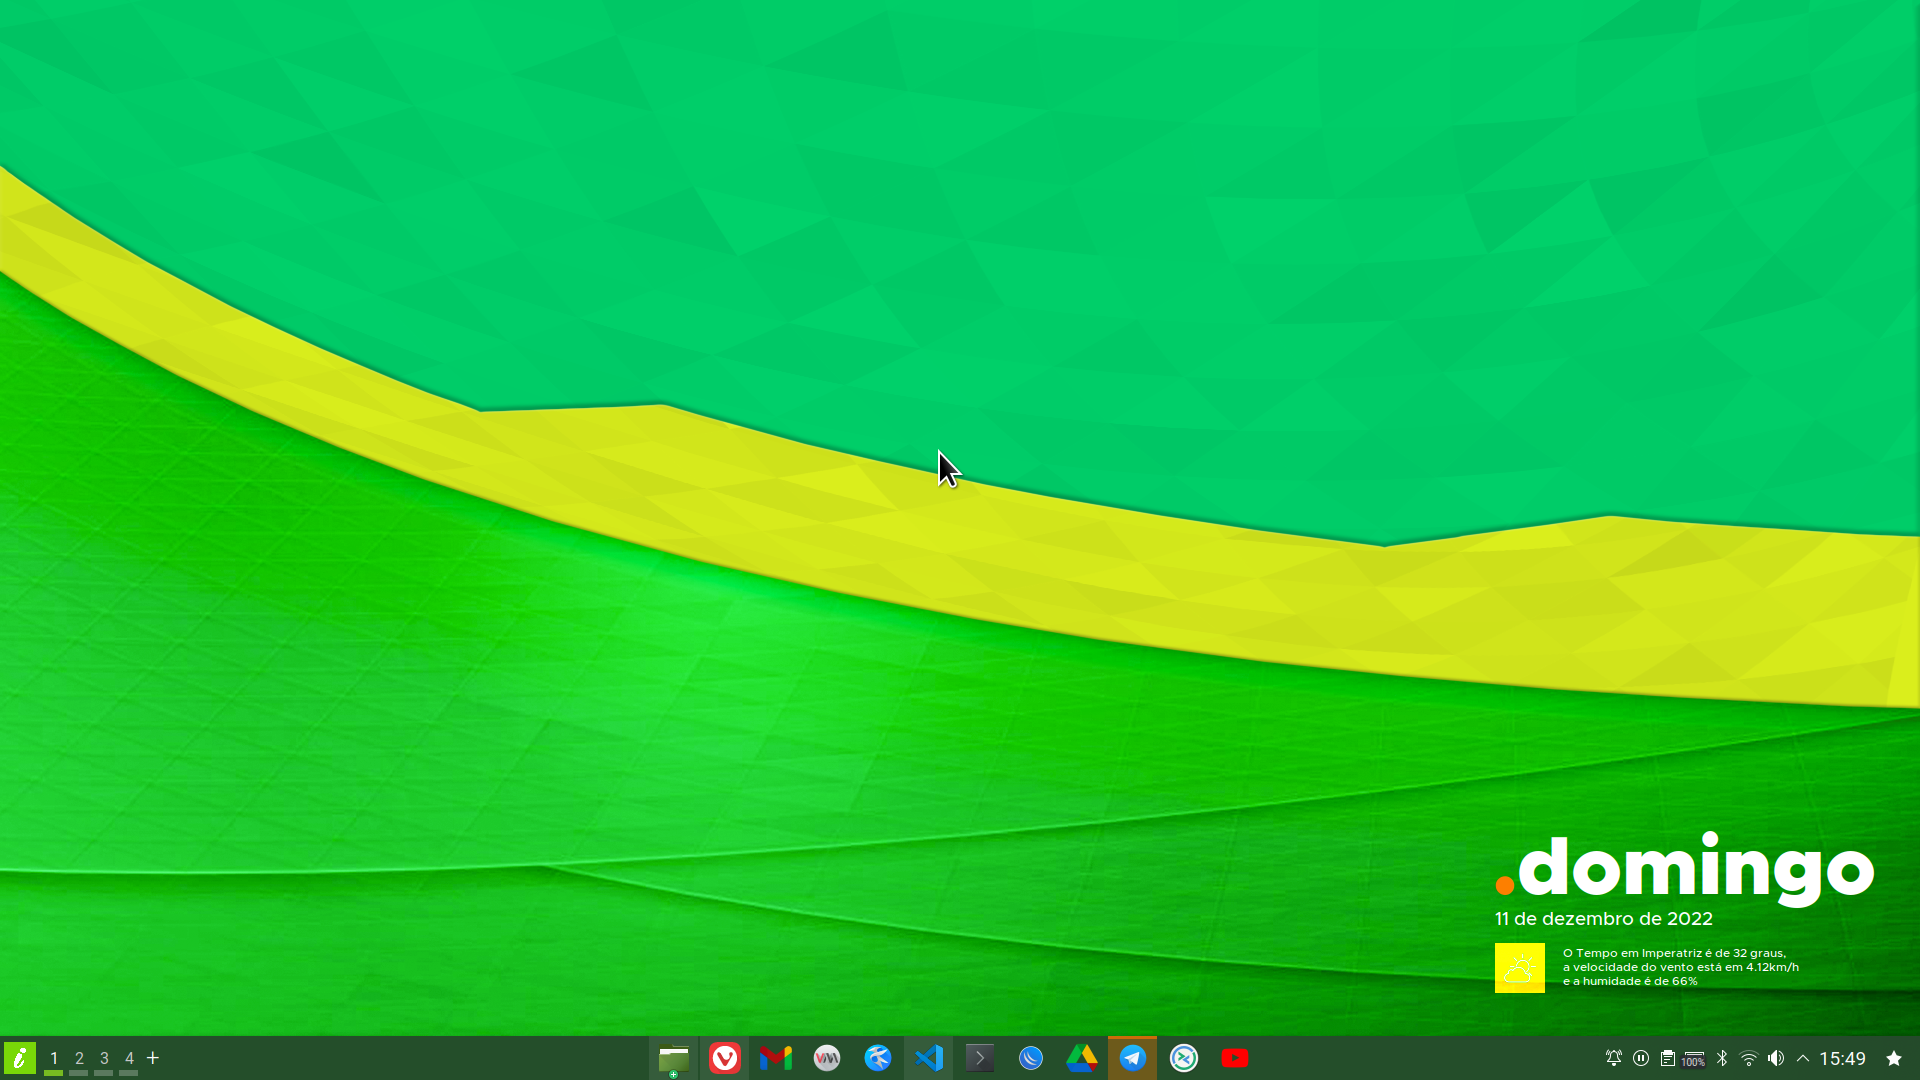 .domingo
11 de dezembro de 2022
O Tempo em Imperatriz é de 32 graus,
a velocidade do vento está em 4.12km/h
e a humidade é de 66%
1 2 3 4 +
100%
15:49